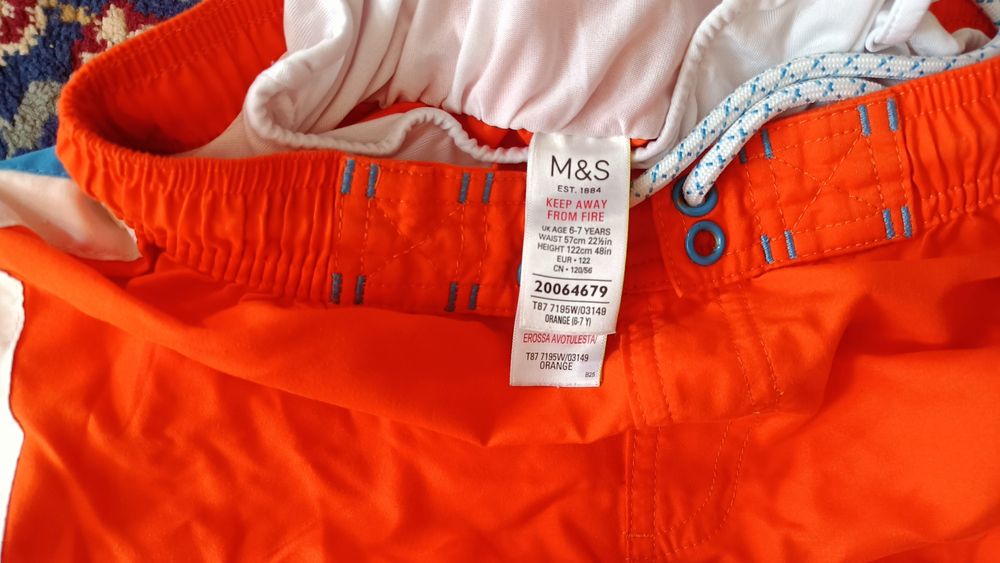 M&S
EST. 1884
KEEP AWAY
FROM FIRE
UK AGE 6-7 YEARS
WAIST 57cm 22½in
HEIGHT 122cm 48in
EUR • 122
CN • 120/56
20064679
T87 7195W/03149
ORANGE (6-7 Y)
EROSSA AVOTULESTA/
T87 7195W/03149
ORANGE
B25